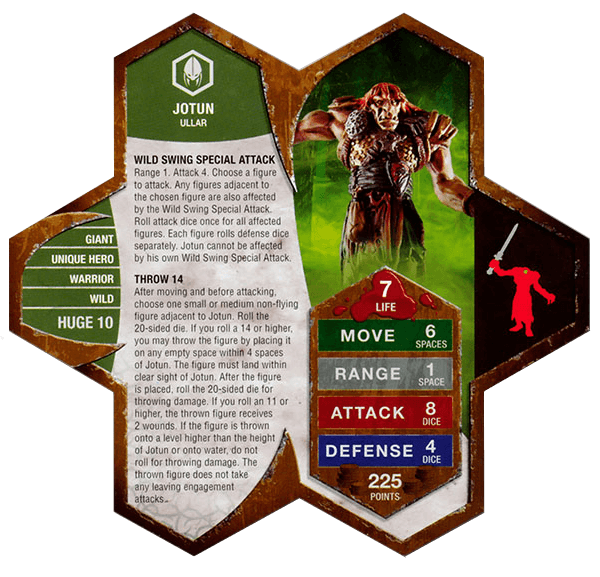 JOTUN
ULLAR
WILD SWING SPECIAL ATTACK
Range 1. Attack 4. Choose a figure
to attack. Any figures adjacent to
the chosen figure are also affected
by the Wild Swing Special Attack.
Roll attack dice once for all affected
figures. Each figure rolls defense dice
separately. Jotun cannot be affected
by his own Wild Swing Special Attack.
THROW 14
After moving and before attacking,
choose one small or medium non-flying
figure adjacent to Jotun. Roll the
20-sided die. If you roll a 14 or higher,
you may throw the figure by placing it
on any empty space within 4 spaces
of Jotun. The figure must land within
clear sight of Jotun. After the figure
is placed, roll the 20-sided die for
throwing damage. If you roll an 11 or
higher, the thrown figure receives
2 wounds. If the figure is thrown
onto a level higher than the height
of Jotun or onto water, do not
roll for throwing damage. The
thrown figure does not take
any leaving engagement
attacks.
GIANT
UNIQUE HERO
WARRIOR
WILD
HUGE 10
7
LIFE
MOVE 6
SPACES
RANGE 1
SPACE
ATTACK 8
DICE
DEFENSE 4
DICE
225
POINTS